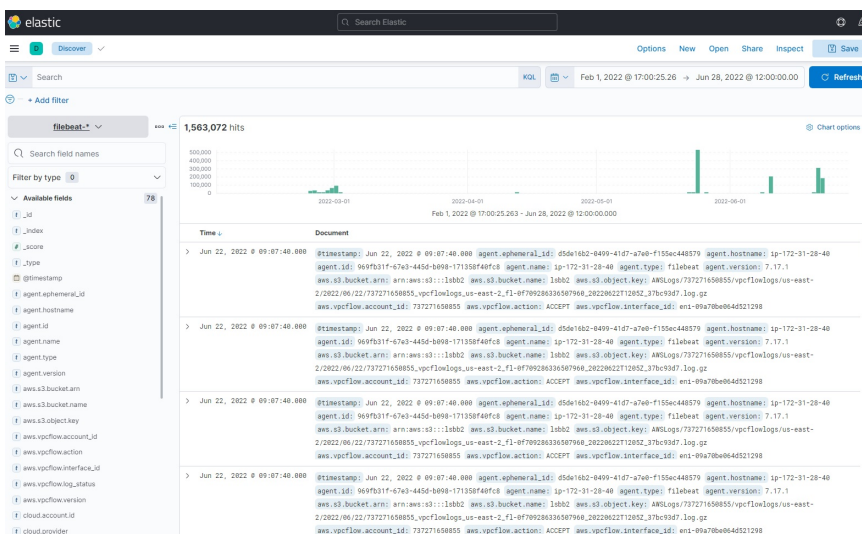 elastic
Search Elastic
D Discover
Options New Open Share Inspect Save
Search KQL Feb 1, 2022 @ 17:00:25.26 → Jun 28, 2022 @ 12:00:00.00 Refresh
+ Add filter
filebeat-*
1,563,072 hits
Chart options
Search field names
Filter by type 0
Available fields 78
t _id
t _index
# _score
t _type
@timestamp
t agent.ephemeral_id
t agent.hostname
t agent.id
t agent.name
t agent.type
t agent.version
t aws.s3.bucket.arn
t aws.s3.bucket.name
t aws.s3.object.key
t aws.vpcflow.account_id
t aws.vpcflow.action
t aws.vpcflow.interface_id
t aws.vpcflow.log_status
t aws.vpcflow.version
t cloud.account.id
t cloud.provider
500,000
400,000
300,000
200,000
100,000
0
2022-03-01 2022-04-01 2022-05-01 2022-06-01
Feb 1, 2022 @ 17:00:25.263 - Jun 28, 2022 @ 12:00:00.000
Time ↓ Document
> Jun 22, 2022 @ 09:07:40.000 @timestamp: Jun 22, 2022 @ 09:07:40.000 agent.ephemeral_id: d5de16b2-0499-41d7-a7e0-f155ec448579 agent.hostname: ip-172-31-28-40
agent.id: 969fb31f-67e3-445d-b098-171358f40fc8 agent.name: ip-172-31-28-40 agent.type: filebeat agent.version: 7.17.1
aws.s3.bucket.arn: arn:aws:s3:::lsbb2 aws.s3.bucket.name: lsbb2 aws.s3.object.key: AWSLogs/737271650855/vpcflowlogs/us-east-
2/2022/06/22/737271650855_vpcflowlogs_us-east-2_fl-0f709286336507960_20220622T1205Z_37bc93d7.log.gz
aws.vpcflow.account_id: 737271650855 aws.vpcflow.action: ACCEPT aws.vpcflow.interface_id: eni-09a70be064d521298
> Jun 22, 2022 @ 09:07:40.000 @timestamp: Jun 22, 2022 @ 09:07:40.000 agent.ephemeral_id: d5de16b2-0499-41d7-a7e0-f155ec448579 agent.hostname: ip-172-31-28-40
agent.id: 969fb31f-67e3-445d-b098-171358f40fc8 agent.name: ip-172-31-28-40 agent.type: filebeat agent.version: 7.17.1
aws.s3.bucket.arn: arn:aws:s3:::lsbb2 aws.s3.bucket.name: lsbb2 aws.s3.object.key: AWSLogs/737271650855/vpcflowlogs/us-east-
2/2022/06/22/737271650855_vpcflowlogs_us-east-2_fl-0f709286336507960_20220622T1205Z_37bc93d7.log.gz
aws.vpcflow.account_id: 737271650855 aws.vpcflow.action: ACCEPT aws.vpcflow.interface_id: eni-09a70be064d521298
> Jun 22, 2022 @ 09:07:40.000 @timestamp: Jun 22, 2022 @ 09:07:40.000 agent.ephemeral_id: d5de16b2-0499-41d7-a7e0-f155ec448579 agent.hostname: ip-172-31-28-40
agent.id: 969fb31f-67e3-445d-b098-171358f40fc8 agent.name: ip-172-31-28-40 agent.type: filebeat agent.version: 7.17.1
aws.s3.bucket.arn: arn:aws:s3:::lsbb2 aws.s3.bucket.name: lsbb2 aws.s3.object.key: AWSLogs/737271650855/vpcflowlogs/us-east-
2/2022/06/22/737271650855_vpcflowlogs_us-east-2_fl-0f709286336507960_20220622T1205Z_37bc93d7.log.gz
aws.vpcflow.account_id: 737271650855 aws.vpcflow.action: ACCEPT aws.vpcflow.interface_id: eni-09a70be064d521298
> Jun 22, 2022 @ 09:07:40.000 @timestamp: Jun 22, 2022 @ 09:07:40.000 agent.ephemeral_id: d5de16b2-0499-41d7-a7e0-f155ec448579 agent.hostname: ip-172-31-28-40
agent.id: 969fb31f-67e3-445d-b098-171358f40fc8 agent.name: ip-172-31-28-40 agent.type: filebeat agent.version: 7.17.1
aws.s3.bucket.arn: arn:aws:s3:::lsbb2 aws.s3.bucket.name: lsbb2 aws.s3.object.key: AWSLogs/737271650855/vpcflowlogs/us-east-
2/2022/06/22/737271650855_vpcflowlogs_us-east-2_fl-0f709286336507960_20220622T1205Z_37bc93d7.log.gz
aws.vpcflow.account_id: 737271650855 aws.vpcflow.action: ACCEPT aws.vpcflow.interface_id: eni-09a70be064d521298